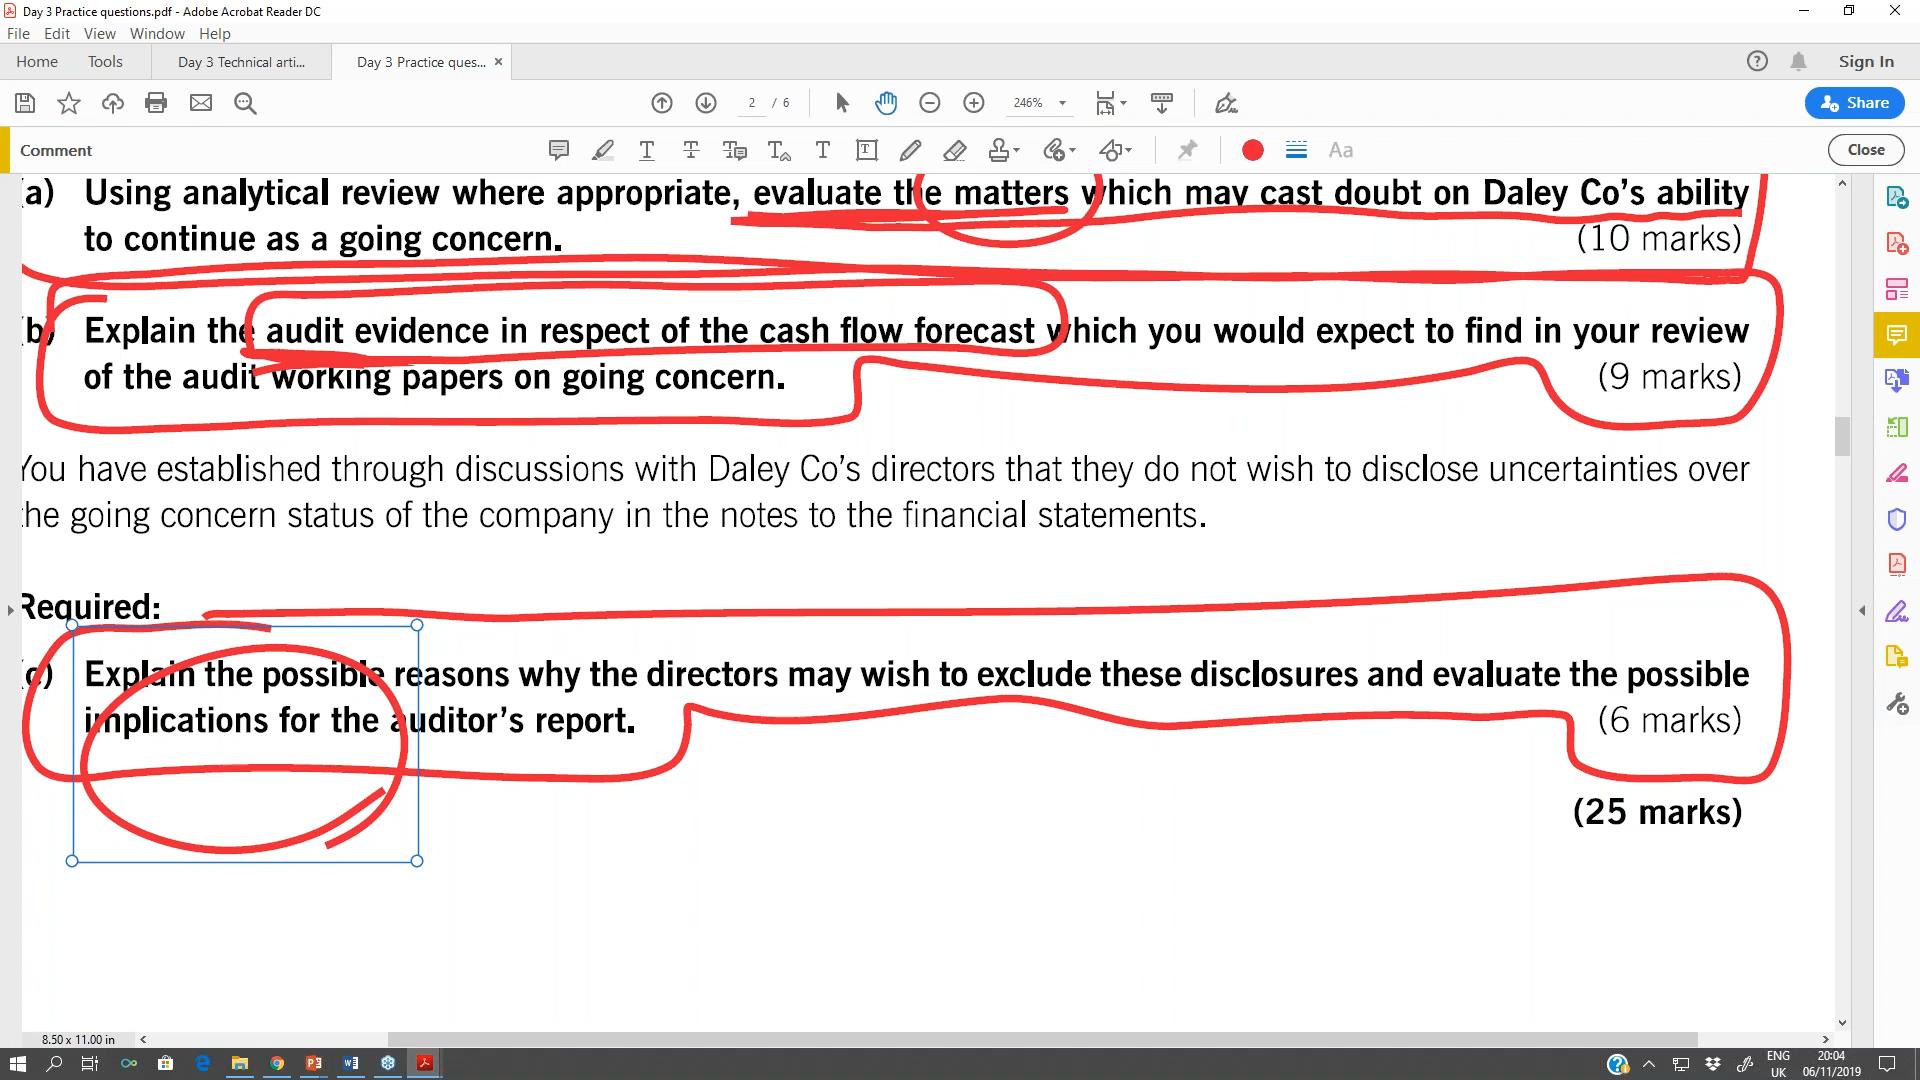 Day 3 Practice questions.pdf - Adobe Acrobat Reader DC
File Edit View Window Help
Home Tools Day 3 Technical arti... Day 3 Practice ques... × Sign In
2 / 6 246% Share
Comment Aa Close
(a) Using analytical review where appropriate, evaluate the matters which may cast doubt on Daley Co's ability
to continue as a going concern. (10 marks)
(b) Explain the audit evidence in respect of the cash flow forecast which you would expect to find in your review
of the audit working papers on going concern. (9 marks)
You have established through discussions with Daley Co's directors that they do not wish to disclose uncertainties over
the going concern status of the company in the notes to the financial statements.
Required:
(c) Explain the possible reasons why the directors may wish to exclude these disclosures and evaluate the possible
implications for the auditor's report. (6 marks)
(25 marks)
8.50 x 11.00 in
ENG 20:04
UK 06/11/2019